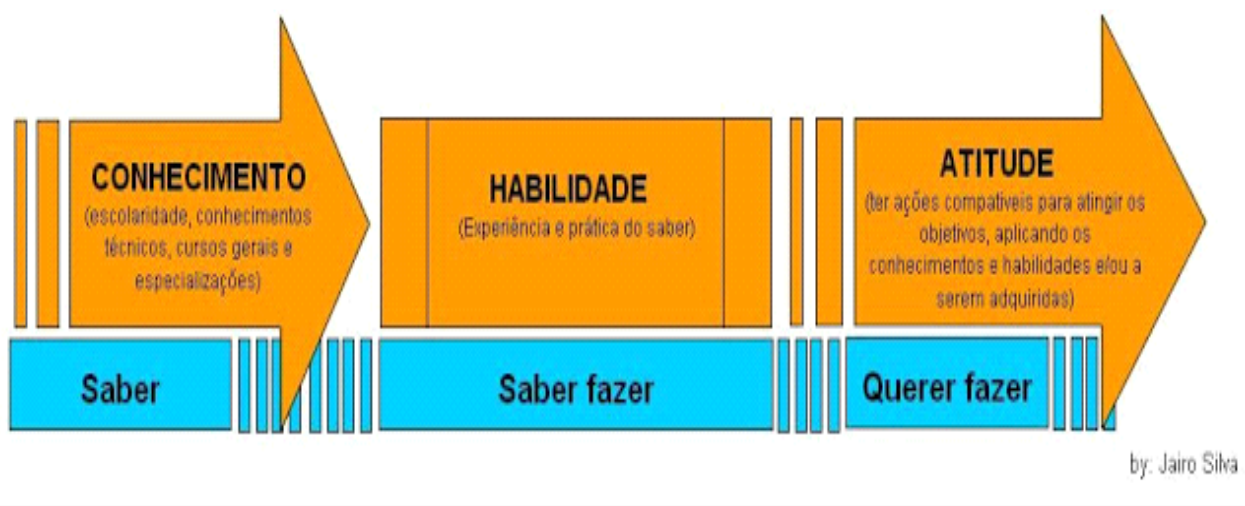 CONHECIMENTO
(escolaridade, conhecimentos
técnicos, cursos gerais e
especializações)
HABILIDADE
(Experiência e prática do saber)
ATITUDE
(ter ações compatíveis para atingir os
objetivos, aplicando os
conhecimentos e habilidades e/ou a
serem adquiridas)
Saber
Saber fazer
Querer fazer
by: Jairo Silva